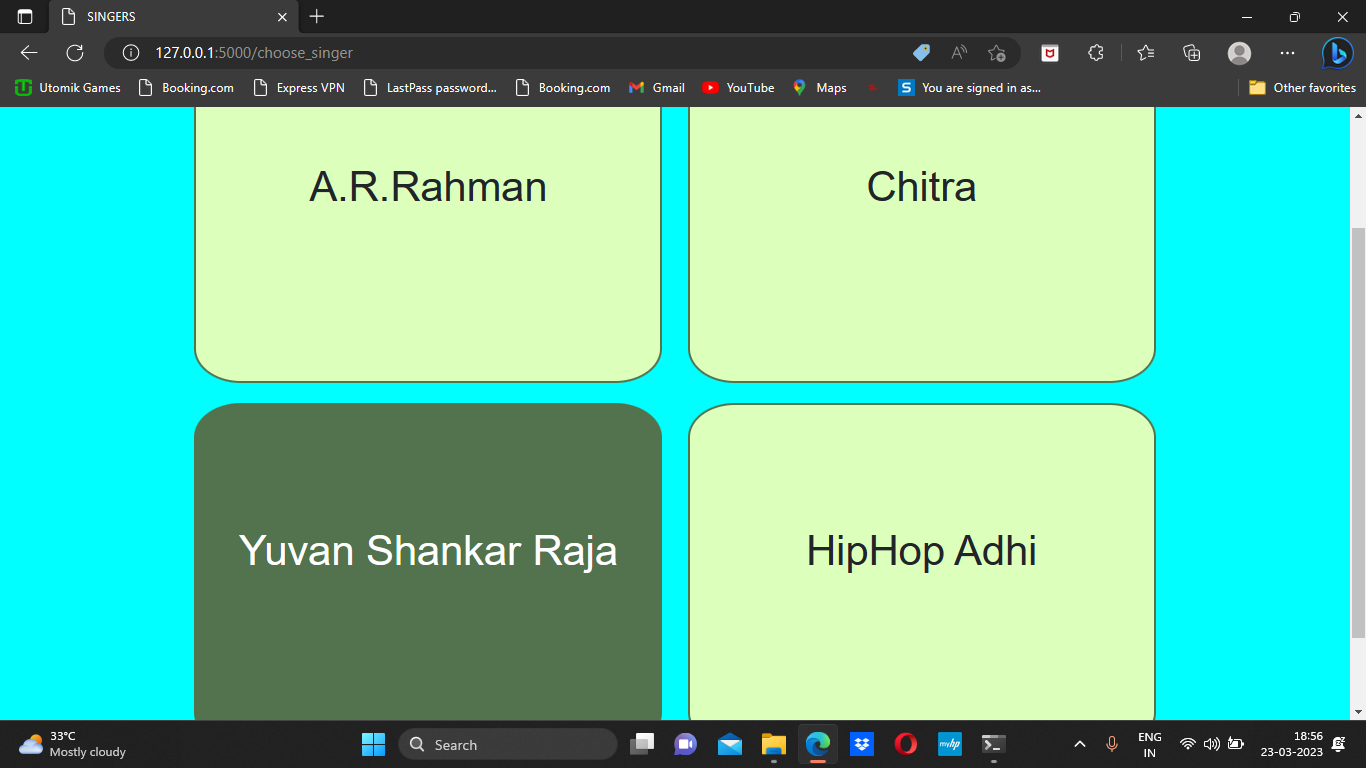 SINGERS
127.0.0.1:5000/choose_singer
Utomik Games
Booking.com
Express VPN
LastPass password...
Booking.com
Gmail
YouTube
Maps
S
You are signed in as...
Other favorites
A.R.Rahman
Chitra
Yuvan Shankar Raja
HipHop Adhi
33°C
Mostly cloudy
Search
myhp
ENG
IN
18:56
23-03-2023